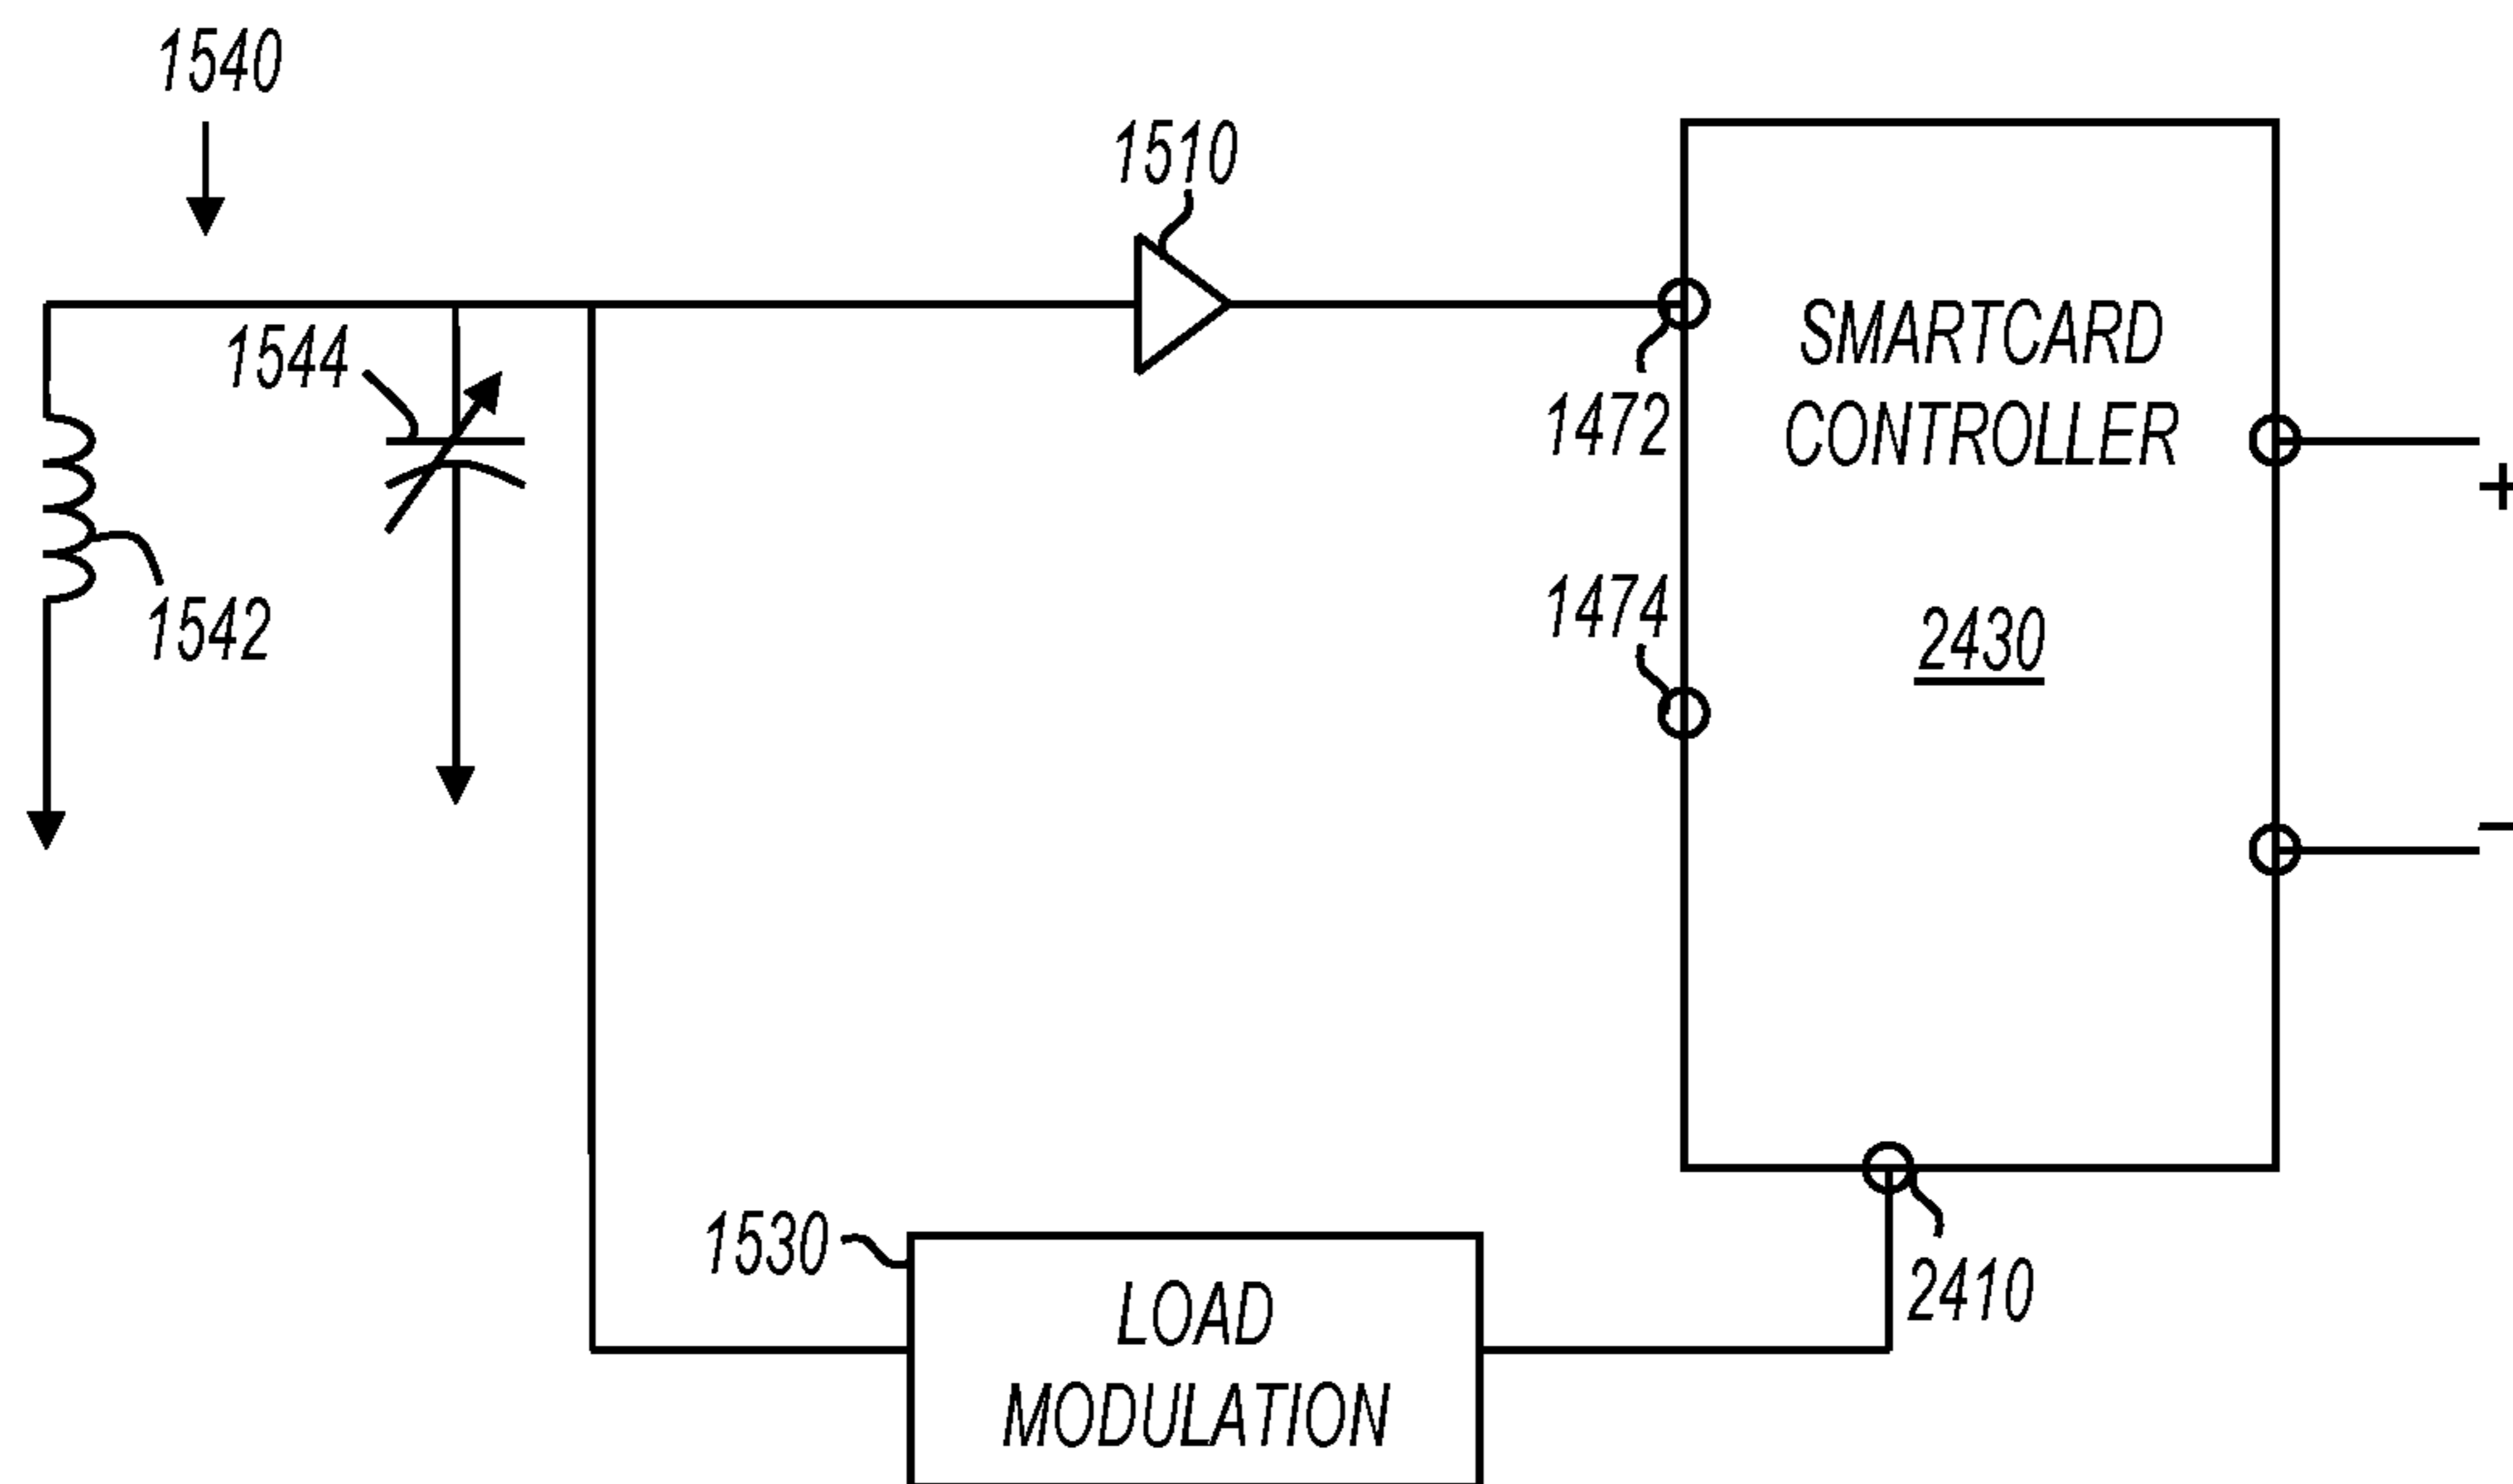 1540
1510
1544
1472
SMARTCARD
CONTROLLER
+
1474
1542
2430
–
1530
2410
LOAD
MODULATION